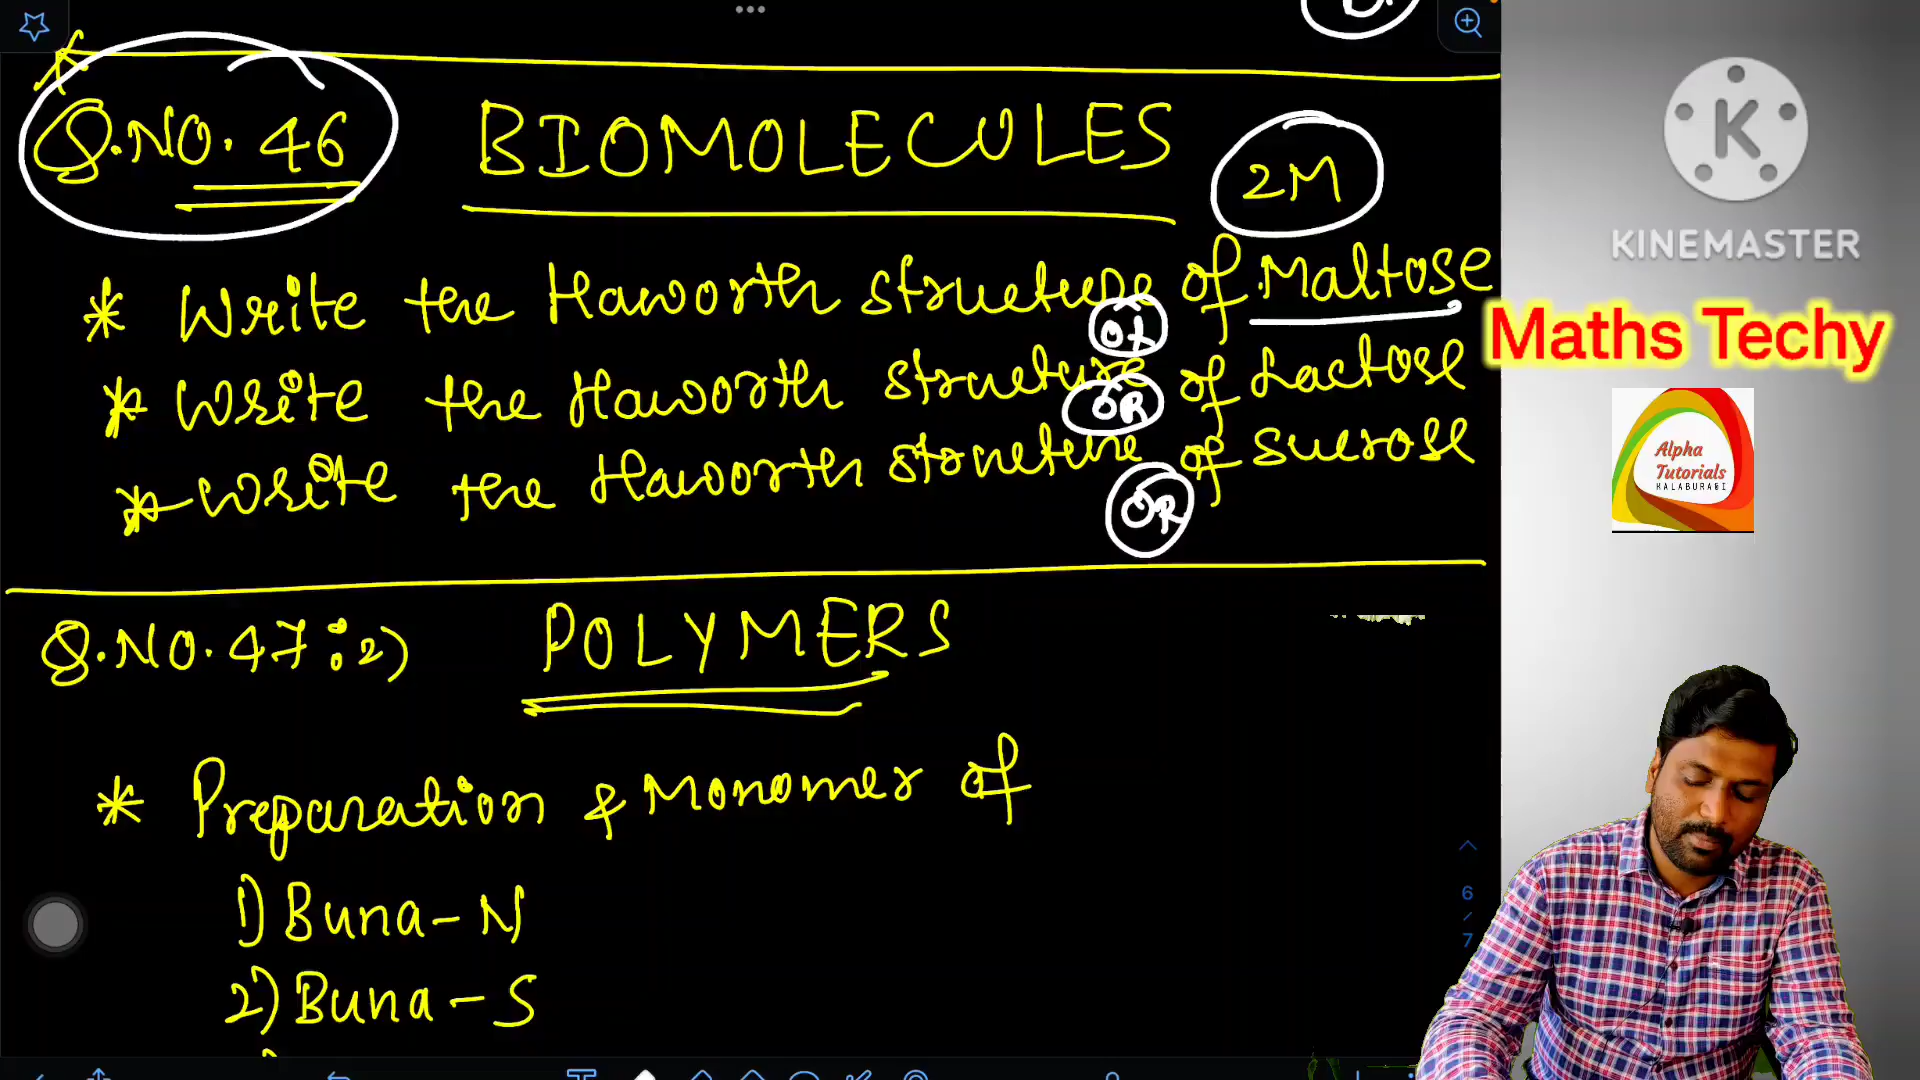 Q.NO. 46 BIOMOLECULES 2M
* Write the Haworth structure of Maltose
OR
* Write the Haworth structure of Lactose
OR
* Write the Haworth structure of Sucrose
OR
Q.NO. 47 : 2) POLYMERS
* Preparation & Monomer of
1) Buna-N
2) Buna-S
K
KINEMASTER
Maths Techy
Alpha
Tutorials
KALABURAGI
6
7